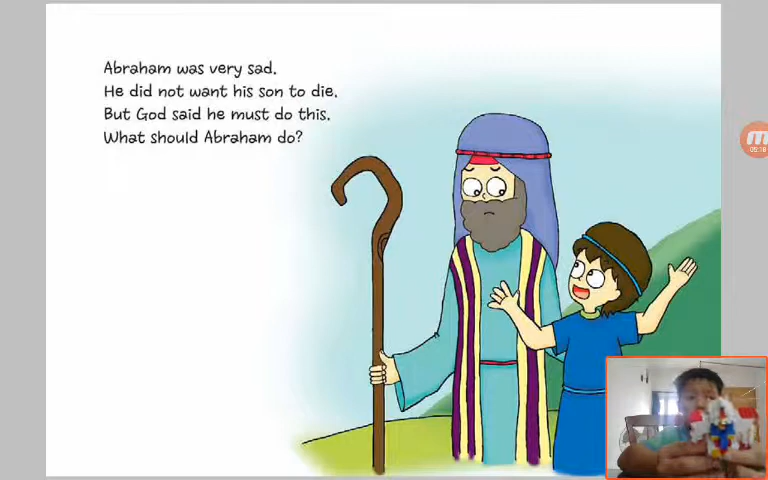 Abraham was very sad.
He did not want his son to die.
But God said he must do this.
What should Abraham do?